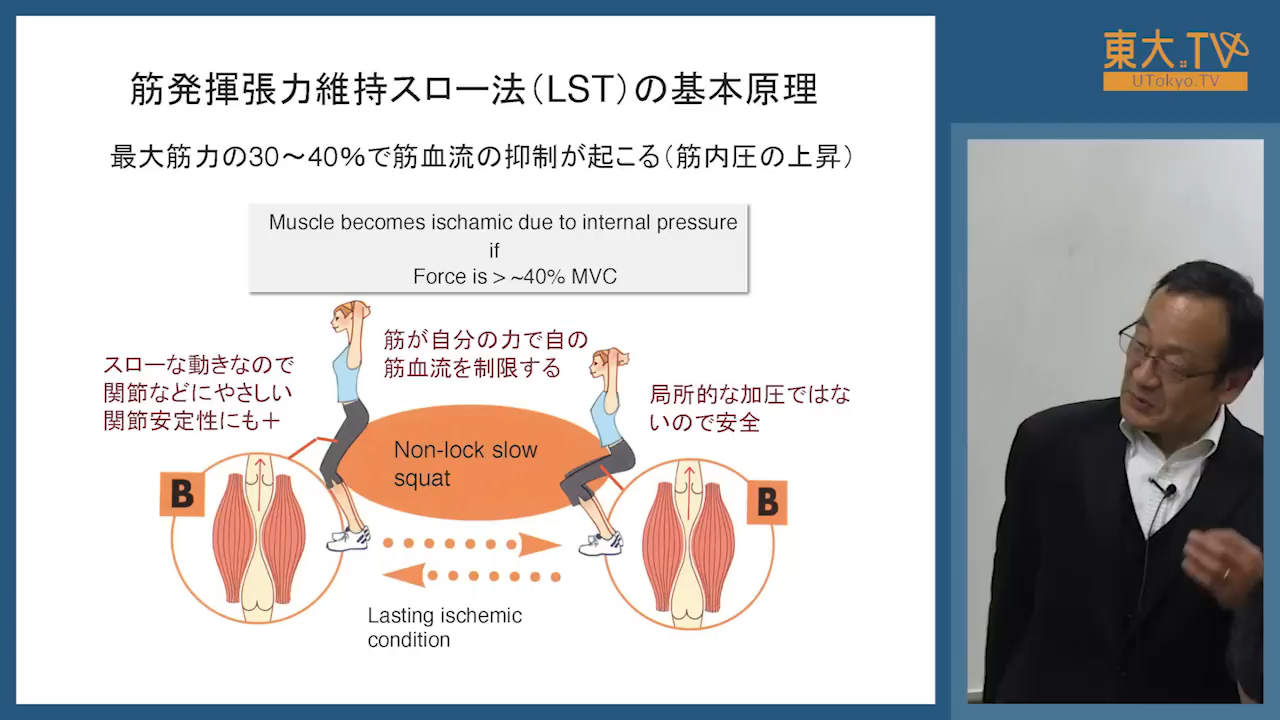 筋発揮張力維持スロー法（LST）の基本原理
最大筋力の30～40%で筋血流の抑制が起こる（筋内圧の上昇）
Muscle becomes ischamic due to internal pressure
if
Force is > ~40% MVC
スローな動きなので
関節などにやさしい
関節安定性にも＋
筋が自分の力で自の
筋血流を制限する
局所的な加圧ではな
いので安全
Non-lock slow
squat
B
B
Lasting ischemic
condition
東大.TV
UTokyo.TV